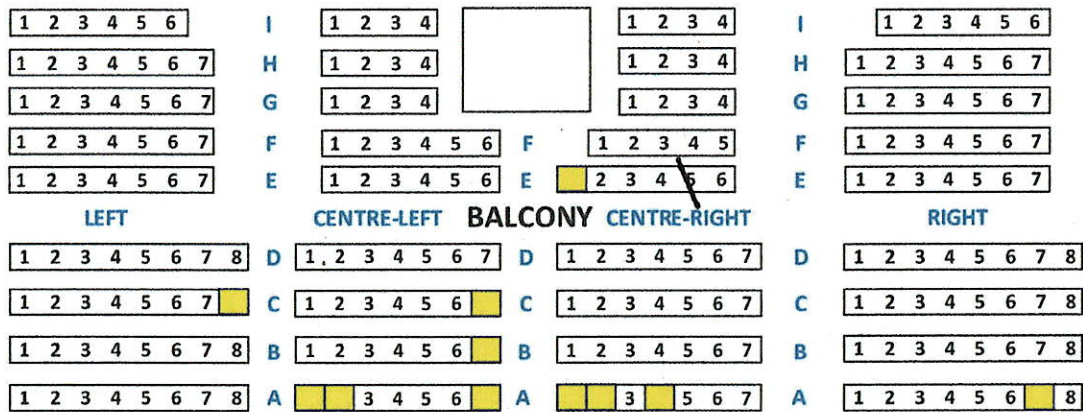 1 2 3 4 5 6 I 1 2 3 4 1 2 3 4 I 1 2 3 4 5 6
1 2 3 4 5 6 7 H 1 2 3 4 1 2 3 4 H 1 2 3 4 5 6 7
1 2 3 4 5 6 7 G 1 2 3 4 1 2 3 4 G 1 2 3 4 5 6 7
1 2 3 4 5 6 7 F 1 2 3 4 5 6 F 1 2 3 4 5 F 1 2 3 4 5 6 7
1 2 3 4 5 6 7 E 1 2 3 4 5 6 E 2 3 4 5 6 E 1 2 3 4 5 6 7
LEFT CENTRE-LEFT BALCONY CENTRE-RIGHT RIGHT
1 2 3 4 5 6 7 8 D 1 2 3 4 5 6 7 D 1 2 3 4 5 6 7 D 1 2 3 4 5 6 7 8
1 2 3 4 5 6 7 C 1 2 3 4 5 6 C 1 2 3 4 5 6 7 C 1 2 3 4 5 6 7 8
1 2 3 4 5 6 7 8 B 1 2 3 4 5 6 B 1 2 3 4 5 6 7 B 1 2 3 4 5 6 7 8
1 2 3 4 5 6 7 8 A 3 4 5 6 A 3 5 6 7 A 1 2 3 4 5 6 8